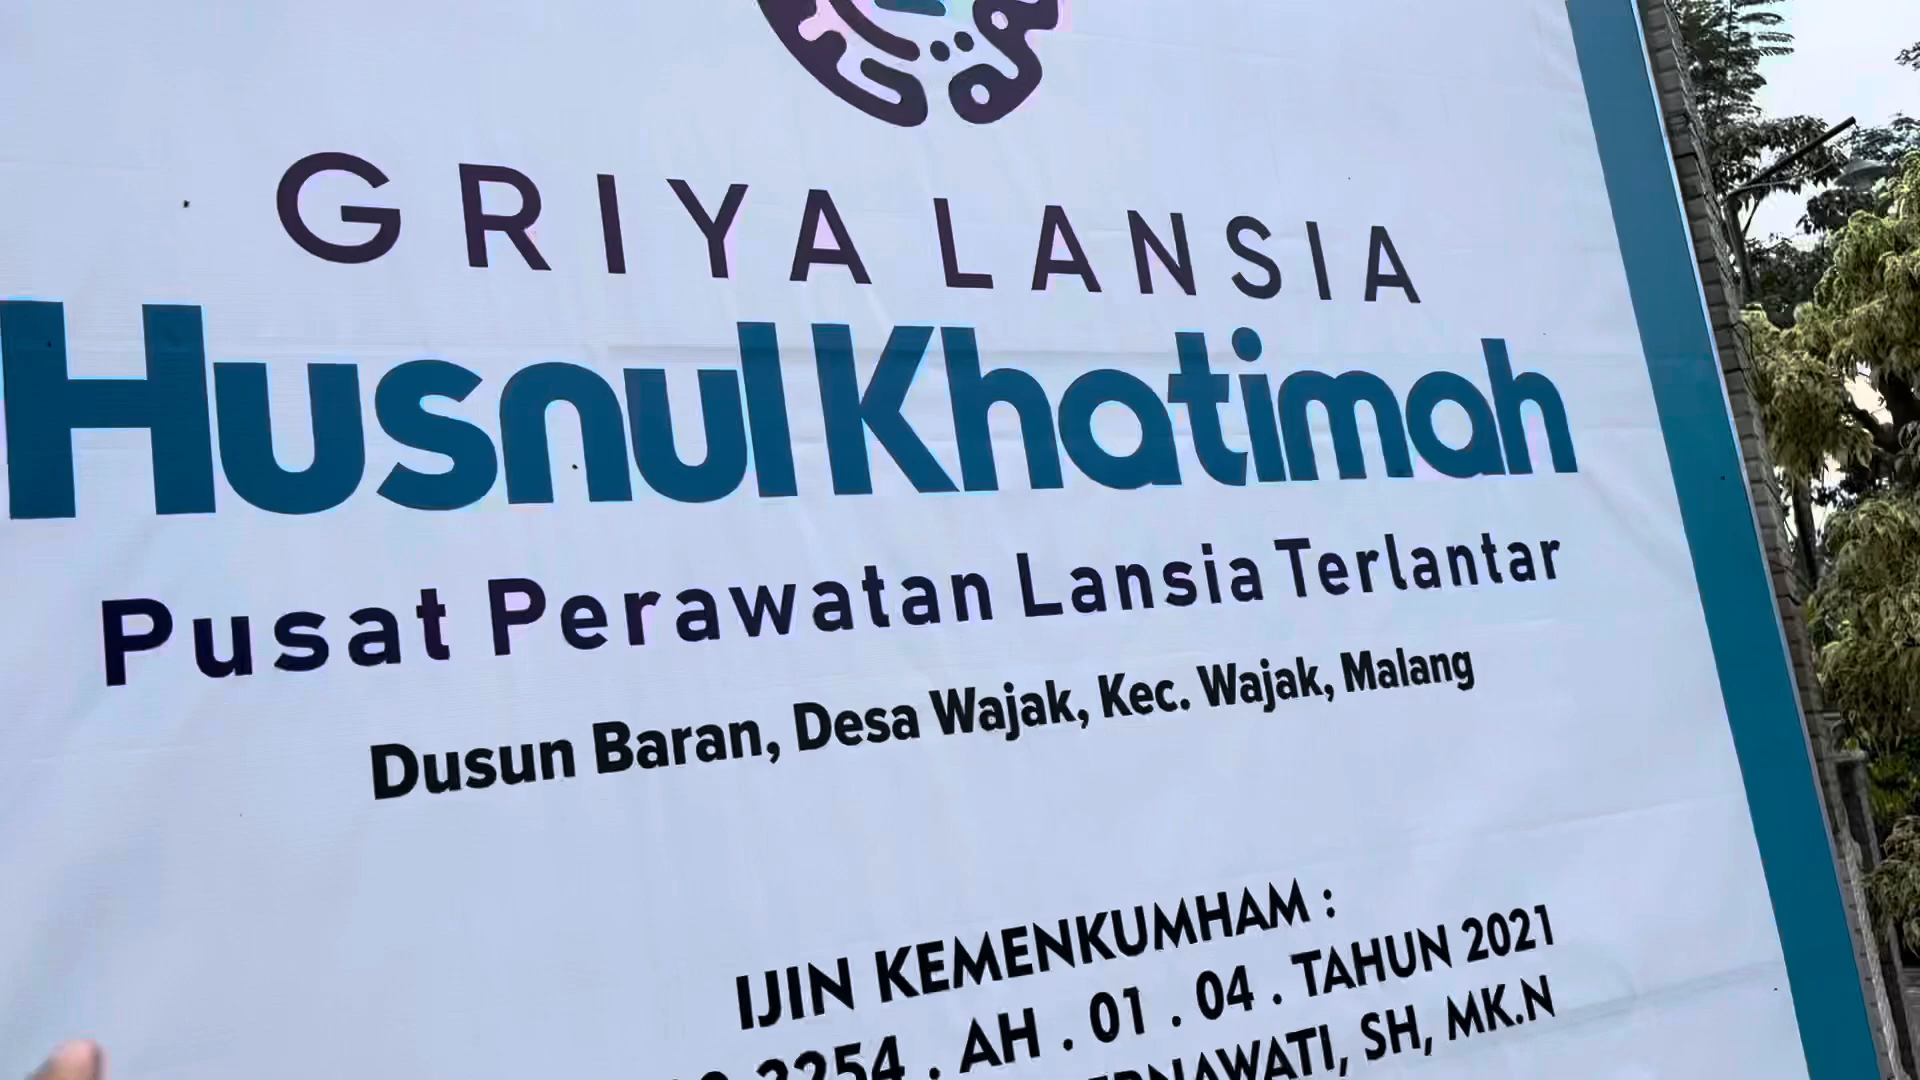 GRIYA LANSIA
Husnul Khatimah
Pusat Perawatan Lansia Terlantar
Dusun Baran, Desa Wajak, Kec. Wajak, Malang
IJIN KEMENKUMHAM :
2254 . AH . 01 . 04 . TAHUN 2021
SH, MK.N